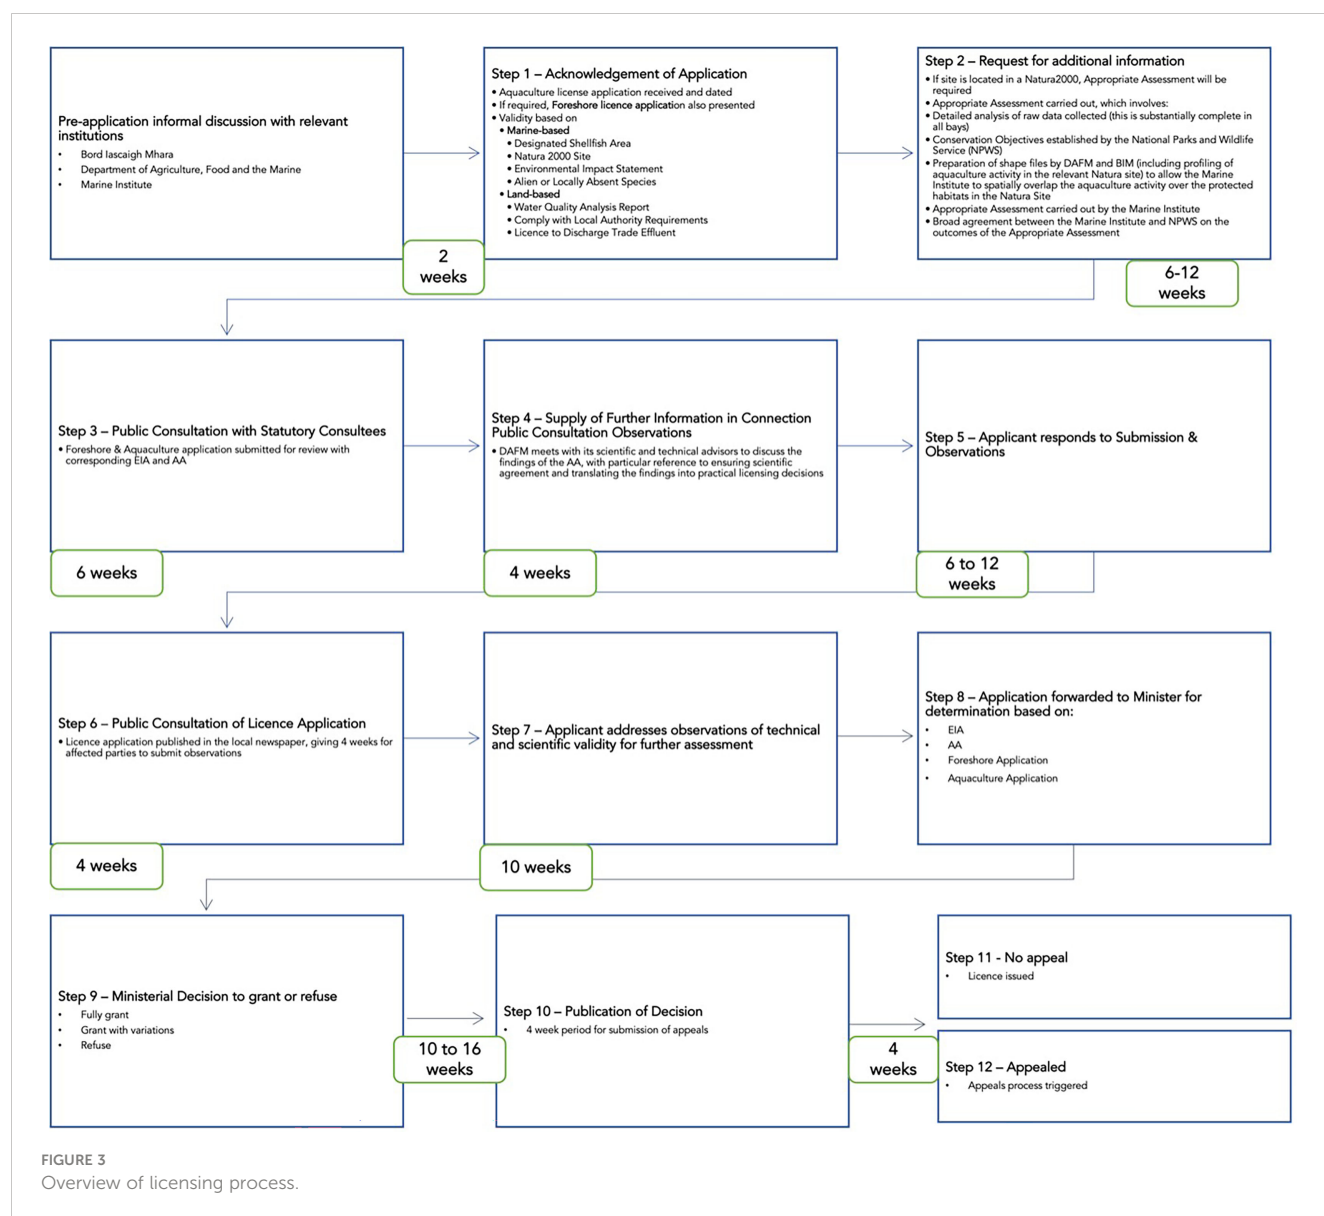 Pre-application informal discussion with relevant
institutions
• Bord Iascaigh Mhara
• Department of Agriculture, Food and the Marine
• Marine Institute
2
weeks
Step 1 – Acknowledgement of Application
• Aquaculture license application received and dated
• If required, Foreshore licence application also presented
• Validity based on
• Marine-based
• Designated Shellfish Area
• Natura 2000 Site
• Environmental Impact Statement
• Alien or Locally Absent Species
• Land-based
• Water Quality Analysis Report
• Comply with Local Authority Requirements
• Licence to Discharge Trade Effluent
Step 2 – Request for additional information
• If site is located in a Natura2000, Appropriate Assessment will be
required
• Appropriate Assessment carried out, which involves:
• Detailed analysis of raw data collected (this is substantially complete in
all bays)
• Conservation Objectives established by the National Parks and Wildlife
Service (NPWS)
• Preparation of shape files by DAFM and BIM (including profiling of
aquaculture activity in the relevant Natura site) to allow the Marine
Institute to spatially overlap the aquaculture activity over the protected
habitats in the Natura Site
• Appropriate Assessment carried out by the Marine Institute
• Broad agreement between the Marine Institute and NPWS on the
outcomes of the Appropriate Assessment
6-12
weeks
Step 3 – Public Consultation with Statutory Consultees
• Foreshore & Aquaculture application submitted for review with
corresponding EIA and AA
6 weeks
Step 4 – Supply of Further Information in Connection
Public Consultation Observations
• DAFM meets with its scientific and technical advisors to discuss the
findings of the AA, with particular reference to ensuring scientific
agreement and translating the findings into practical licensing decisions
4 weeks
Step 5 – Applicant responds to Submission &
Observations
6 to 12
weeks
Step 6 – Public Consultation of Licence Application
• Licence application published in the local newspaper, giving 4 weeks for
affected parties to submit observations
4 weeks
Step 7 – Applicant addresses observations of technical
and scientific validity for further assessment
10 weeks
Step 8 – Application forwarded to Minister for
determination based on:
• EIA
• AA
• Foreshore Application
• Aquaculture Application
Step 9 – Ministerial Decision to grant or refuse
• Fully grant
• Grant with variations
• Refuse
10 to 16
weeks
Step 10 – Publication of Decision
• 4 week period for submission of appeals
4
weeks
Step 11 - No appeal
• Licence issued
Step 12 – Appealed
• Appeals process triggered
FIGURE 3
Overview of licensing process.